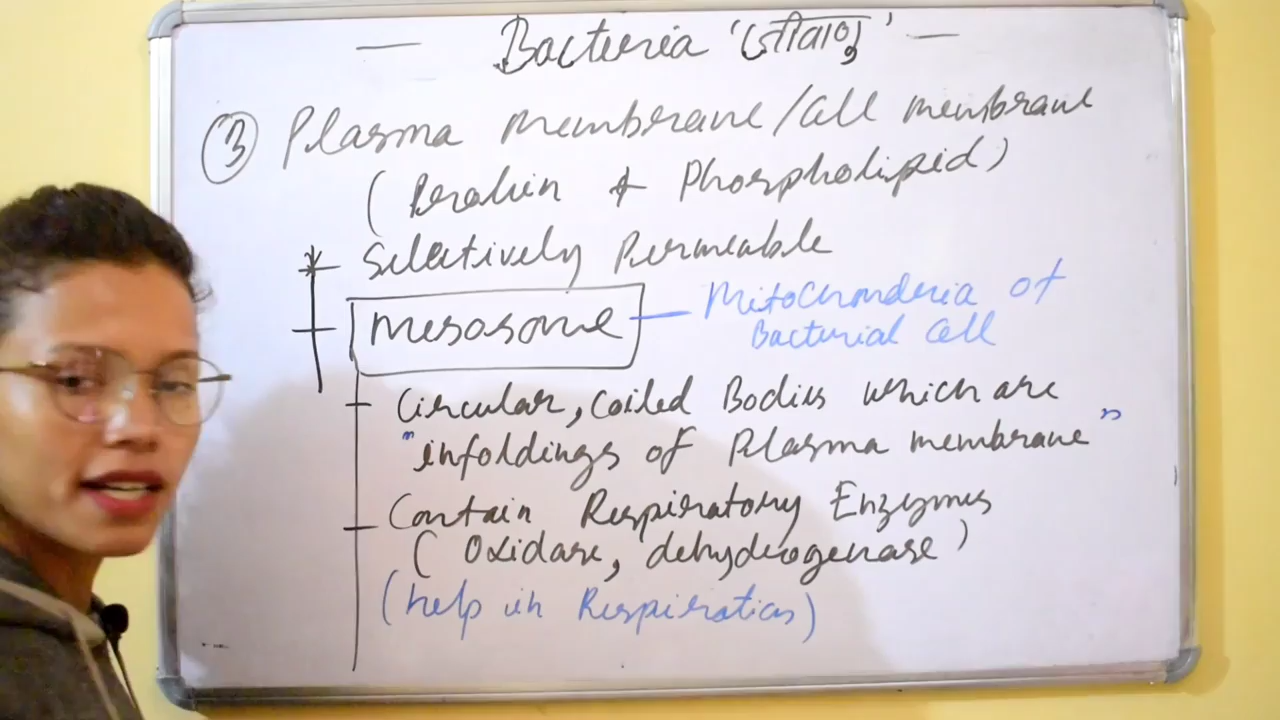 — Bacteria 'जीवाणु' —
③ Plasma membrane/Cell membrane
( Protein & Phospholipid)
Selectively Permeable
Mesosome — Mitochondria of
Bacterial Cell
Circular, Coiled Bodies which are
"infoldings of Plasma membrane"
Contain Respiratory Enzymes
( Oxidase, dehydrogenase )
(help in Respiration)